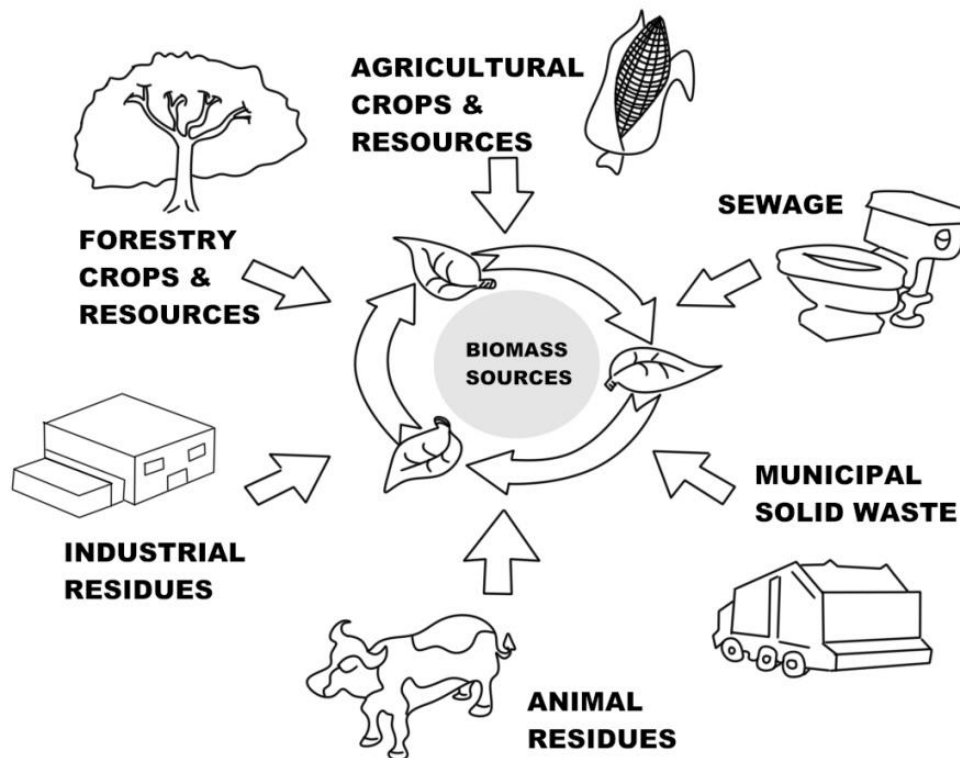 AGRICULTURAL
CROPS &
RESOURCES
SEWAGE
FORESTRY
CROPS &
RESOURCES
BIOMASS
SOURCES
MUNICIPAL
SOLID WASTE
INDUSTRIAL
RESIDUES
ANIMAL
RESIDUES